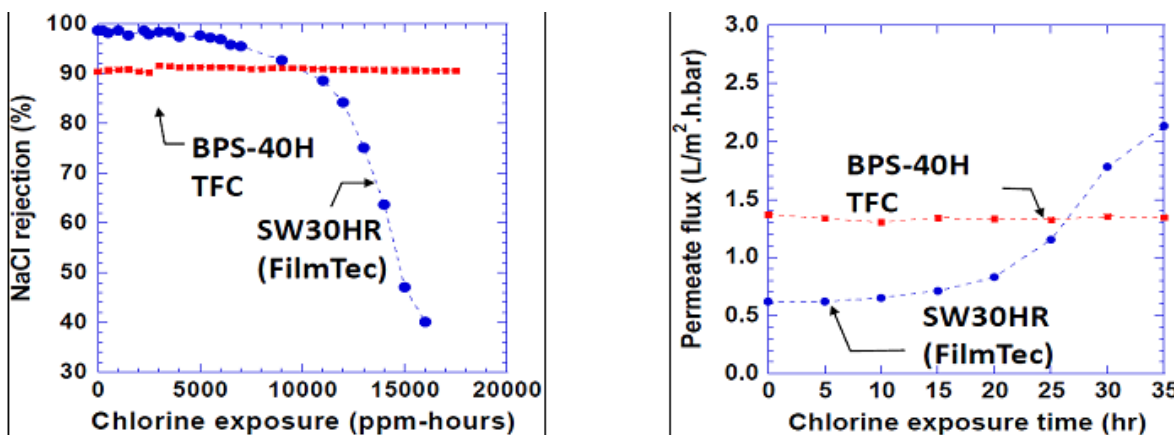 NaCl rejection (%)
100
90
80
70
60
50
40
30
BPS-40H
TFC
SW30HR
(FilmTec)
0 5000 10000 15000 20000
Chlorine exposure (ppm-hours)
Permeate flux (L/m².h.bar)
3.0
2.5
2.0
1.5
1.0
0.5
0.0
BPS-40H
TFC
SW30HR
(FilmTec)
0 5 10 15 20 25 30 35
Chlorine exposure time (hr)